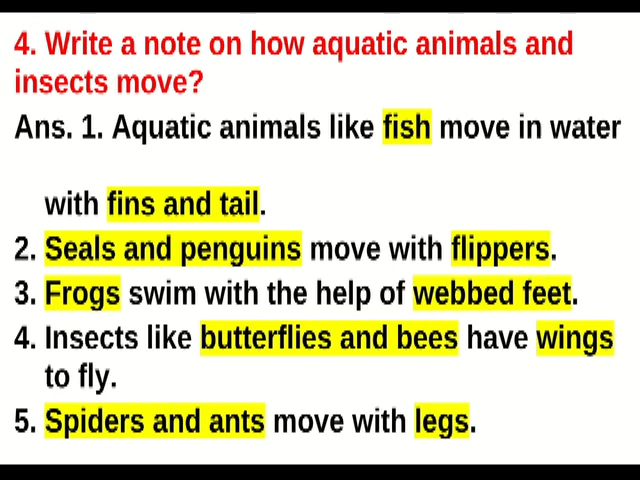 4. Write a note on how aquatic animals and
insects move?
Ans. 1. Aquatic animals like fish move in water
with fins and tail.
2. Seals and penguins move with flippers.
3. Frogs swim with the help of webbed feet.
4. Insects like butterflies and bees have wings
to fly.
5. Spiders and ants move with legs.